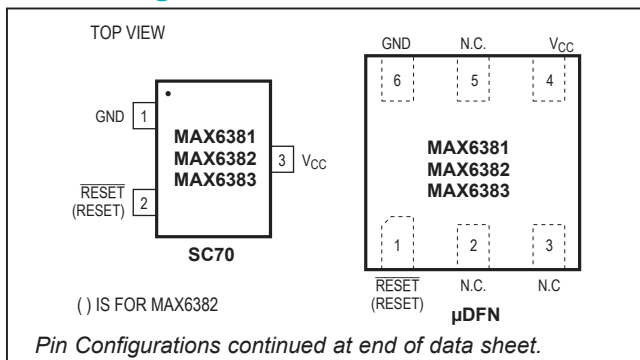 TOP VIEW
GND 1
MAX6381
MAX6382
MAX6383
3 VCC
RESET
(RESET)
2
SC70
( ) IS FOR MAX6382
GND N.C. VCC
6 5 4
MAX6381
MAX6382
MAX6383
1 2 3
RESET N.C. N.C
(RESET)
µDFN
Pin Configurations continued at end of data sheet.